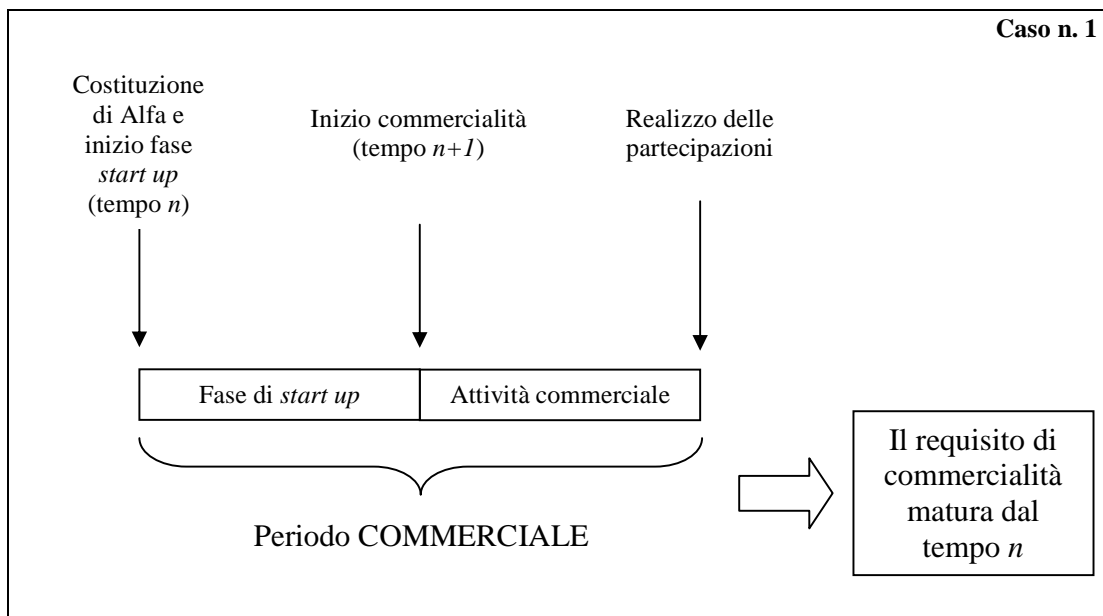 Caso n. 1
Costituzione
di Alfa e
inizio fase
start up
(tempo n)
Inizio commercialità
(tempo n+1)
Realizzo delle
partecipazioni
Fase di start up
Attività commerciale
Periodo COMMERCIALE
Il requisito di
commercialità
matura dal
tempo n